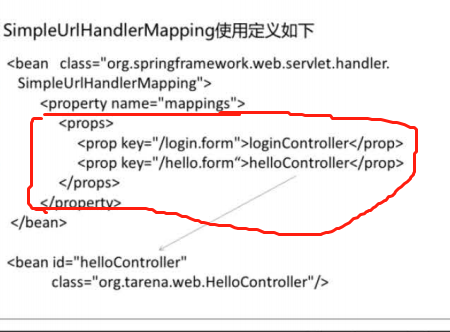 SimpleUrlHandlerMapping使用定义如下
<bean class="org.springframework.web.servlet.handler.
SimpleUrlHandlerMapping">
<property name="mappings">
<props>
<prop key="/login.form">loginController</prop>
<prop key="/hello.form“>helloController</prop>
</props>
</property>
</bean>
<bean id="helloController"
class="org.tarena.web.HelloController"/>